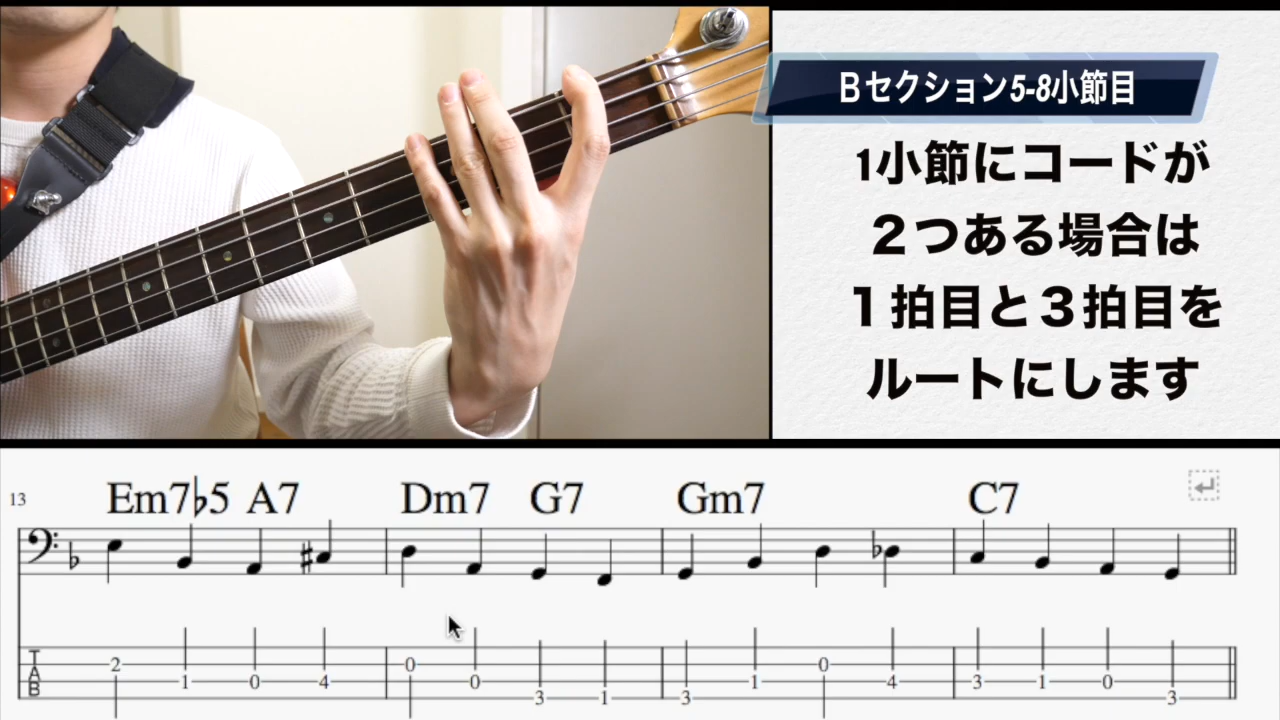 Bセクション5-8小節目
1小節にコードが
２つある場合は
１拍目と３拍目を
ルートにします
13 Em7♭5 A7 Dm7 G7 Gm7 C7
T 2 0 0
A 1 0 4 0 1 4 3 1 0
B 3 1 3 3